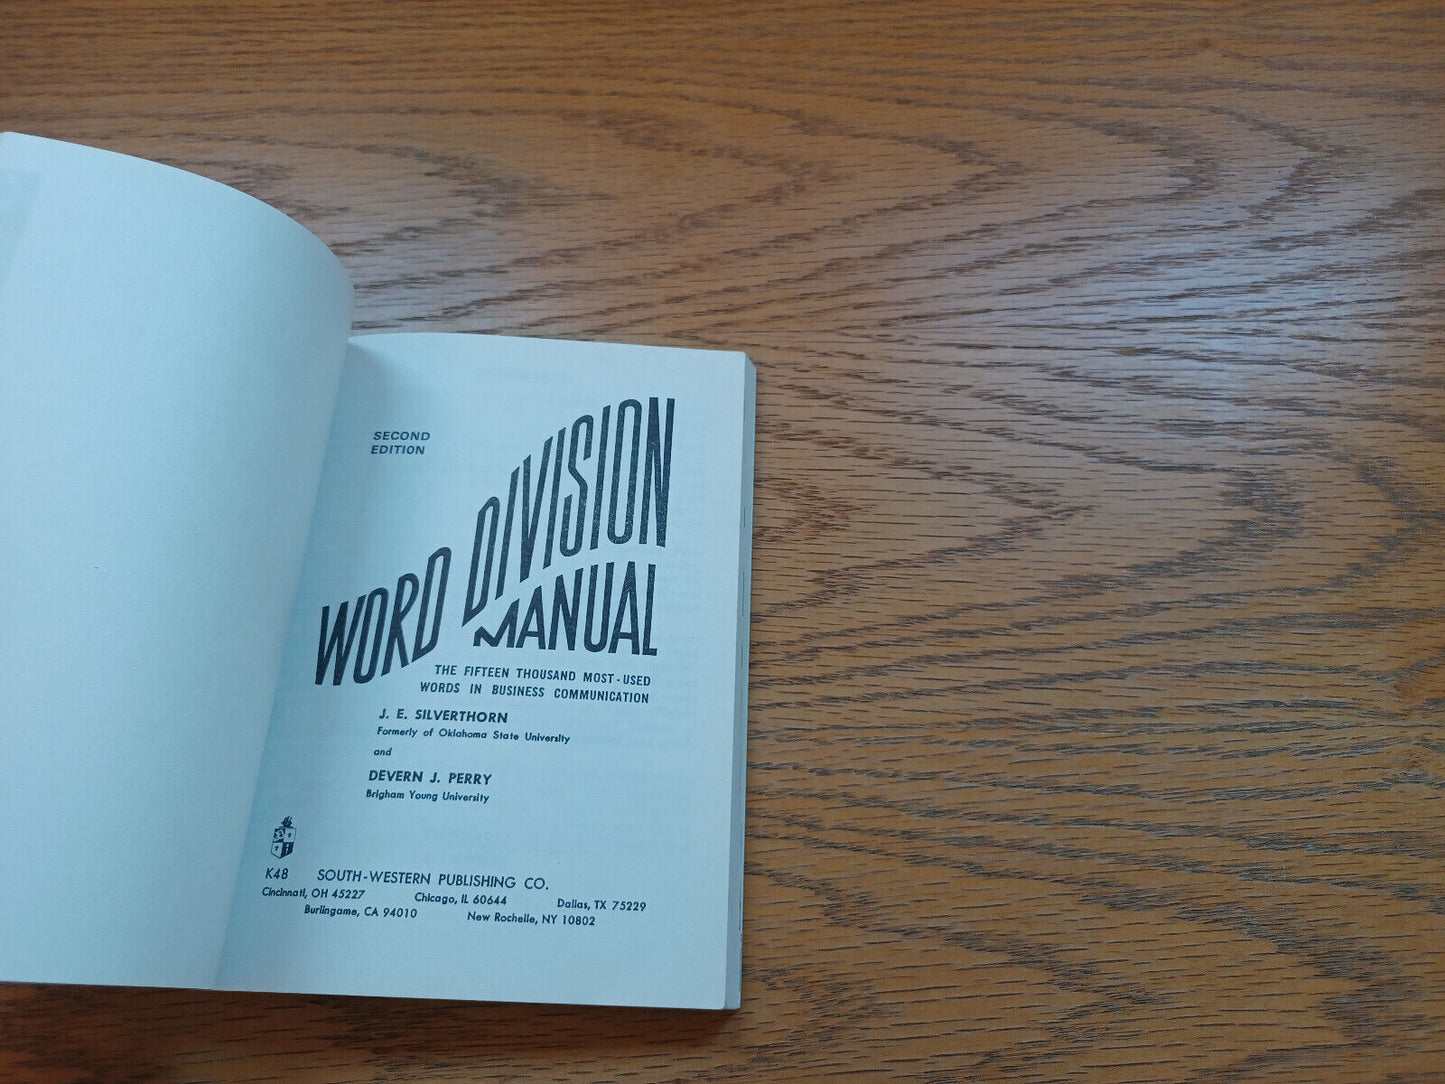 SECOND
EDITION
WORD DIVISION
MANUAL
THE FIFTEEN THOUSAND MOST-USED
WORDS IN BUSINESS COMMUNICATION
J. E. SILVERTHORN
Formerly of Oklahoma State University
and
DEVERN J. PERRY
Brigham Young University
K48 SOUTH-WESTERN PUBLISHING CO.
Cincinnati, OH 45227 Chicago, IL 60644 Dallas, TX 75229
Burlingame, CA 94010 New Rochelle, NY 10802